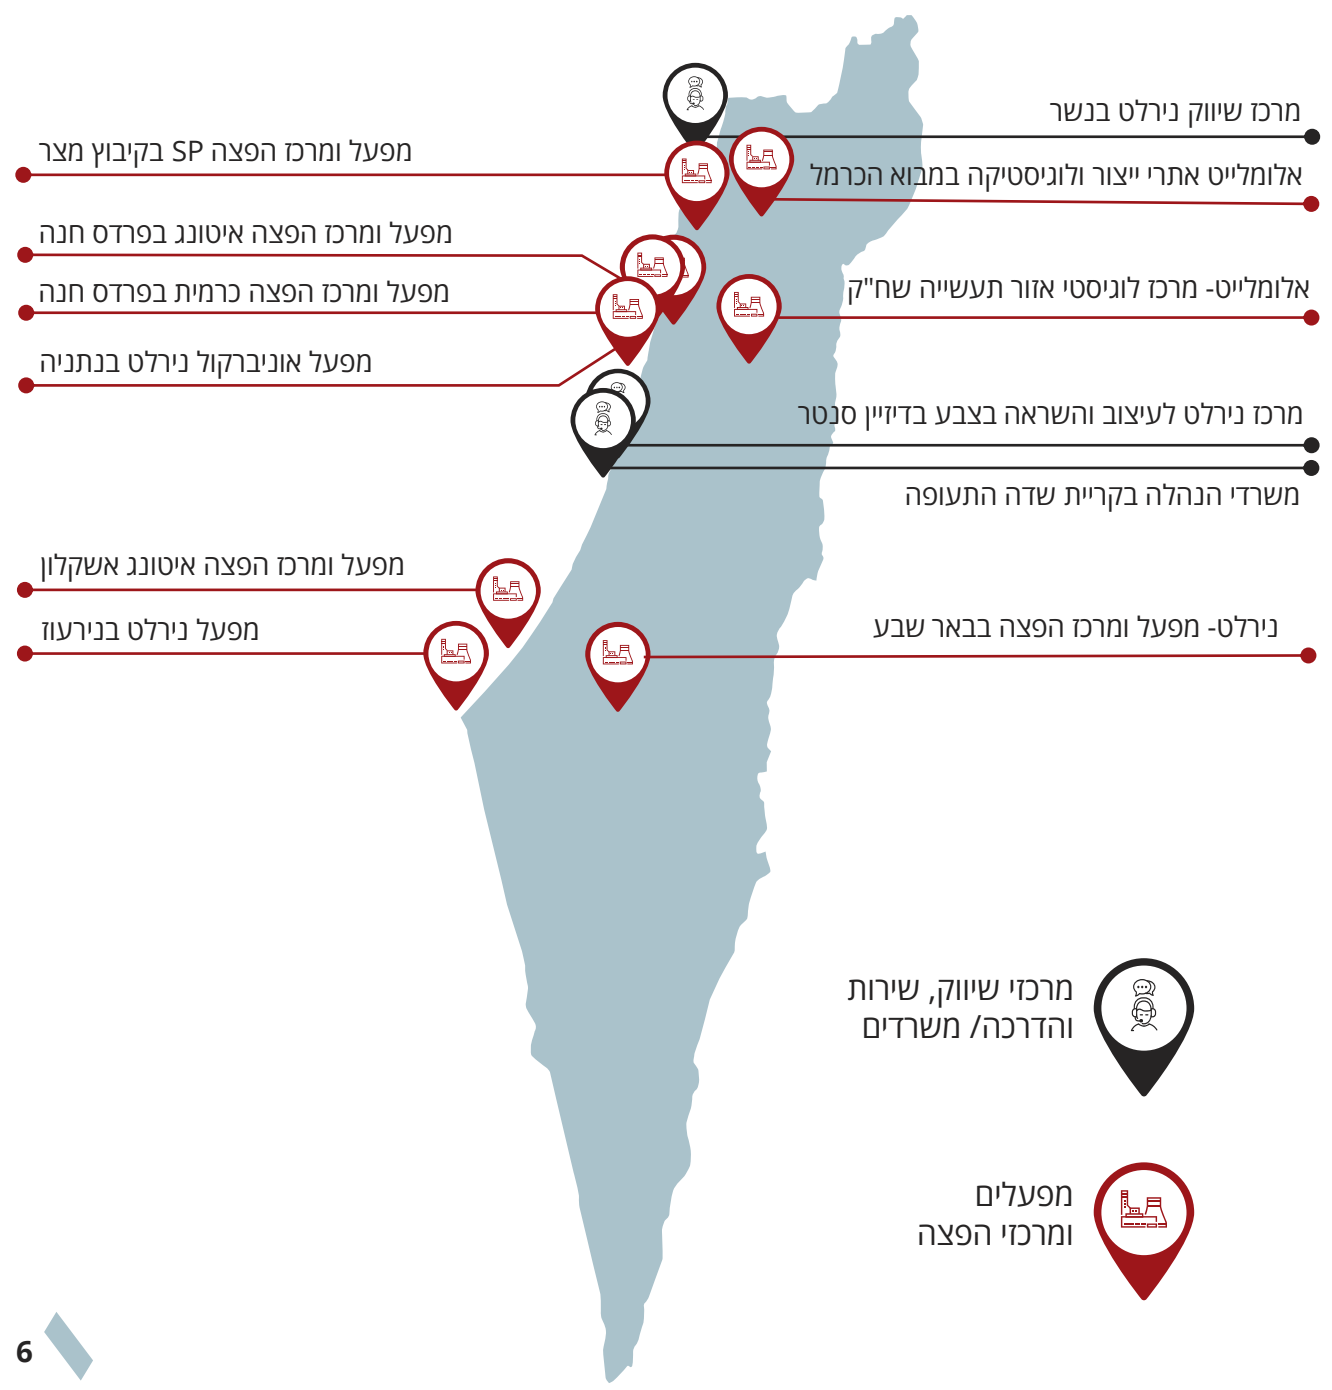 מרכז שיווק נירלט בנשר
אלומלייט אתרי ייצור ולוגיסטיקה במבוא הכרמל
אלומלייט- מרכז לוגיסטי אזור תעשייה שח"ק
מרכז נירלט לעיצוב והשראה בצבע בדיזיין סנטר
משרדי הנהלה בקריית שדה התעופה
נירלט- מפעל ומרכז הפצה בבאר שבע
מפעל ומרכז הפצה SP בקיבוץ מצר
מפעל ומרכז הפצה איטונג בפרדס חנה
מפעל ומרכז הפצה כרמית בפרדס חנה
מפעל אוניברקול נירלט בנתניה
מפעל ומרכז הפצה איטונג אשקלון
מפעל נירלט בנירעוז
מרכזי שיווק, שירות
והדרכה/ משרדים
מפעלים
ומרכזי הפצה
6